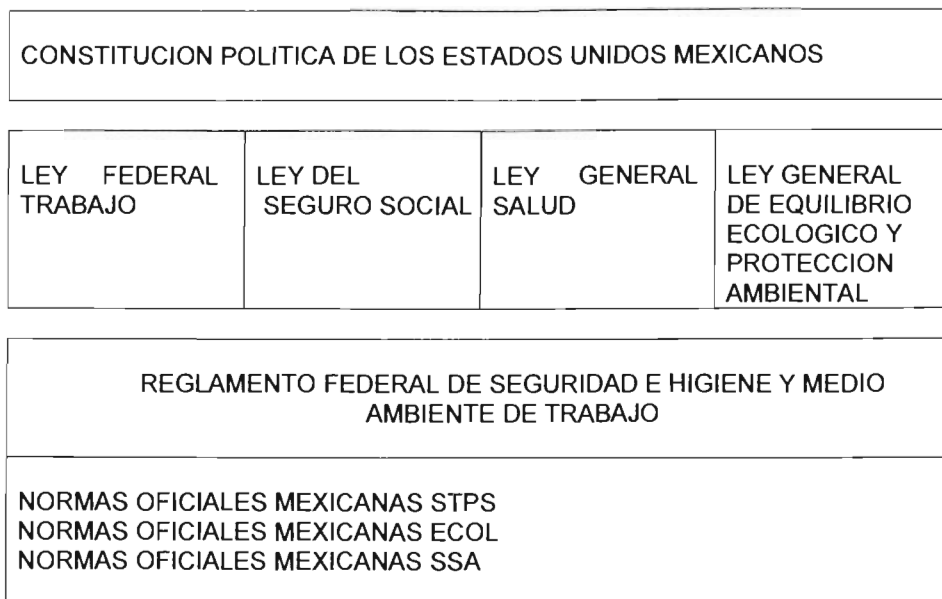 CONSTITUCION POLITICA DE LOS ESTADOS UNIDOS MEXICANOS
LEY FEDERAL
TRABAJO
LEY DEL
SEGURO SOCIAL
LEY GENERAL
SALUD
LEY GENERAL
DE EQUILIBRIO
ECOLOGICO Y
PROTECCION
AMBIENTAL
REGLAMENTO FEDERAL DE SEGURIDAD E HIGIENE Y MEDIO
AMBIENTE DE TRABAJO
NORMAS OFICIALES MEXICANAS STPS
NORMAS OFICIALES MEXICANAS ECOL
NORMAS OFICIALES MEXICANAS SSA